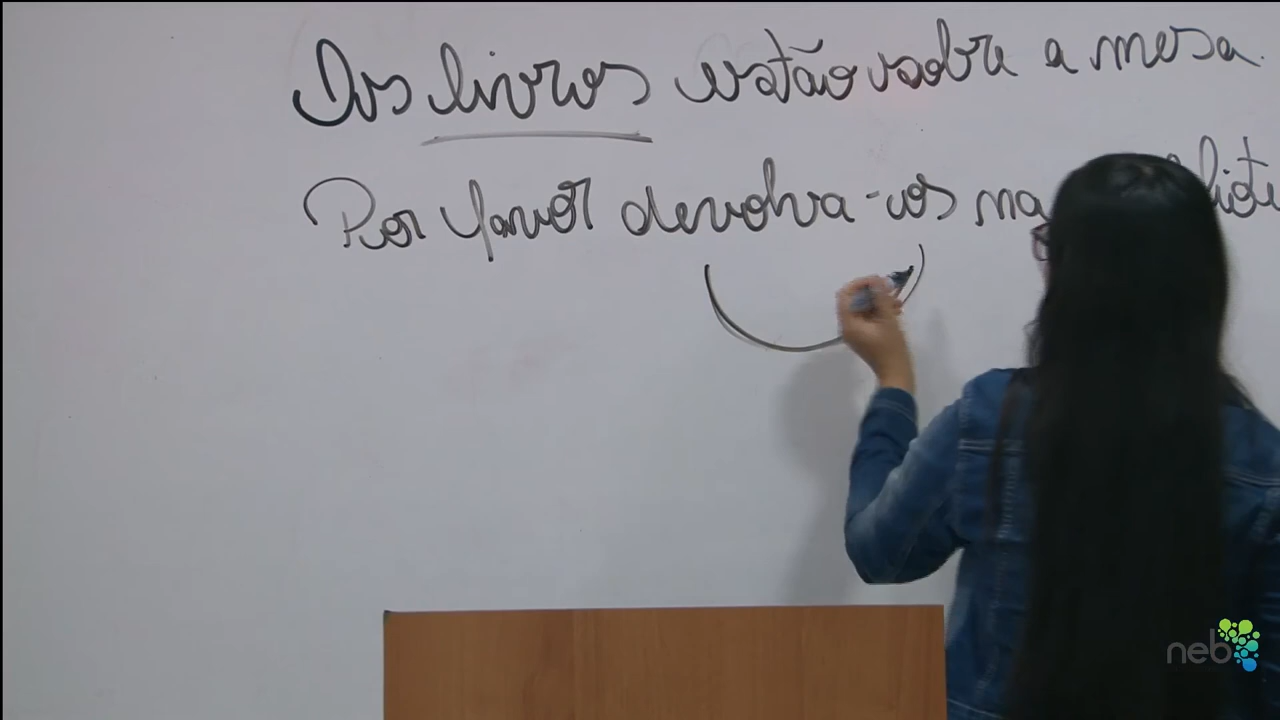 Os livros estão sobre a mesa.
Por favor devolva-os na
neb